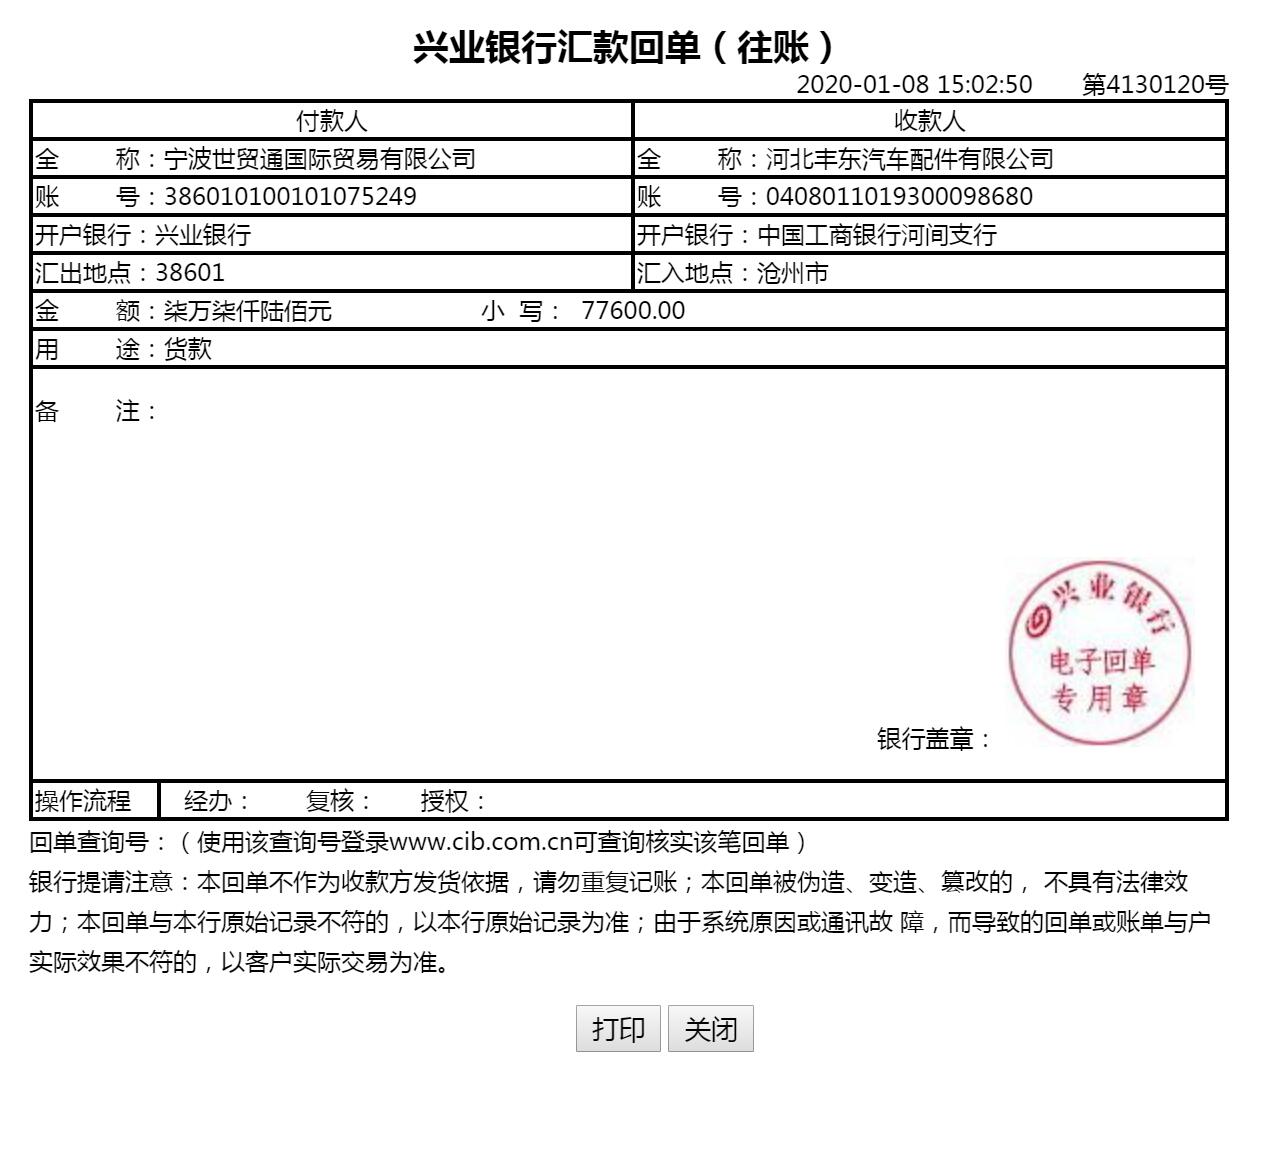 兴业银行汇款回单（往账）
2020-01-08 15:02:50 第4130120号
付款人 收款人
全 称：宁波世贸通国际贸易有限公司 全 称：河北丰东汽车配件有限公司
账 号：386010100101075249 账 号：0408011019300098680
开户银行：兴业银行 开户银行：中国工商银行河间支行
汇出地点：38601 汇入地点：沧州市
金 额：柒万柒仟陆佰元 小 写： 77600.00
用 途：货款
备 注：
兴业银行
电子回单
专用章
银行盖章：
操作流程 经办： 复核： 授权：
回单查询号：（使用该查询号登录www.cib.com.cn可查询核实该笔回单）
银行提请注意：本回单不作为收款方发货依据，请勿重复记账；本回单被伪造、变造、篡改的， 不具有法律效
力；本回单与本行原始记录不符的，以本行原始记录为准；由于系统原因或通讯故 障，而导致的回单或账单与户
实际效果不符的，以客户实际交易为准。
打印 关闭